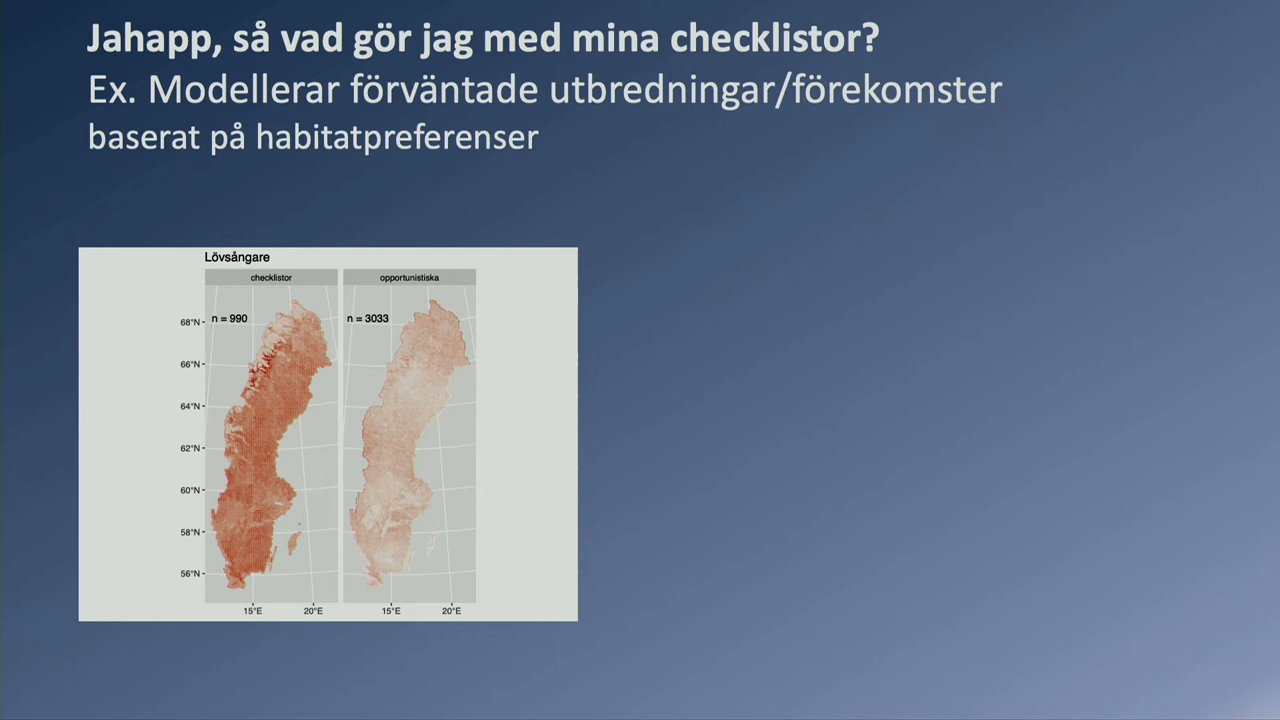 Jahapp, så vad gör jag med mina checklistor?
Ex. Modellerar förväntade utbredningar/förekomster
baserat på habitatpreferenser
Lövsångare
checklistor
opportunistiska
n = 990
n = 3033
68°N
66°N
64°N
62°N
60°N
58°N
56°N
15°E
20°E
15°E
20°E